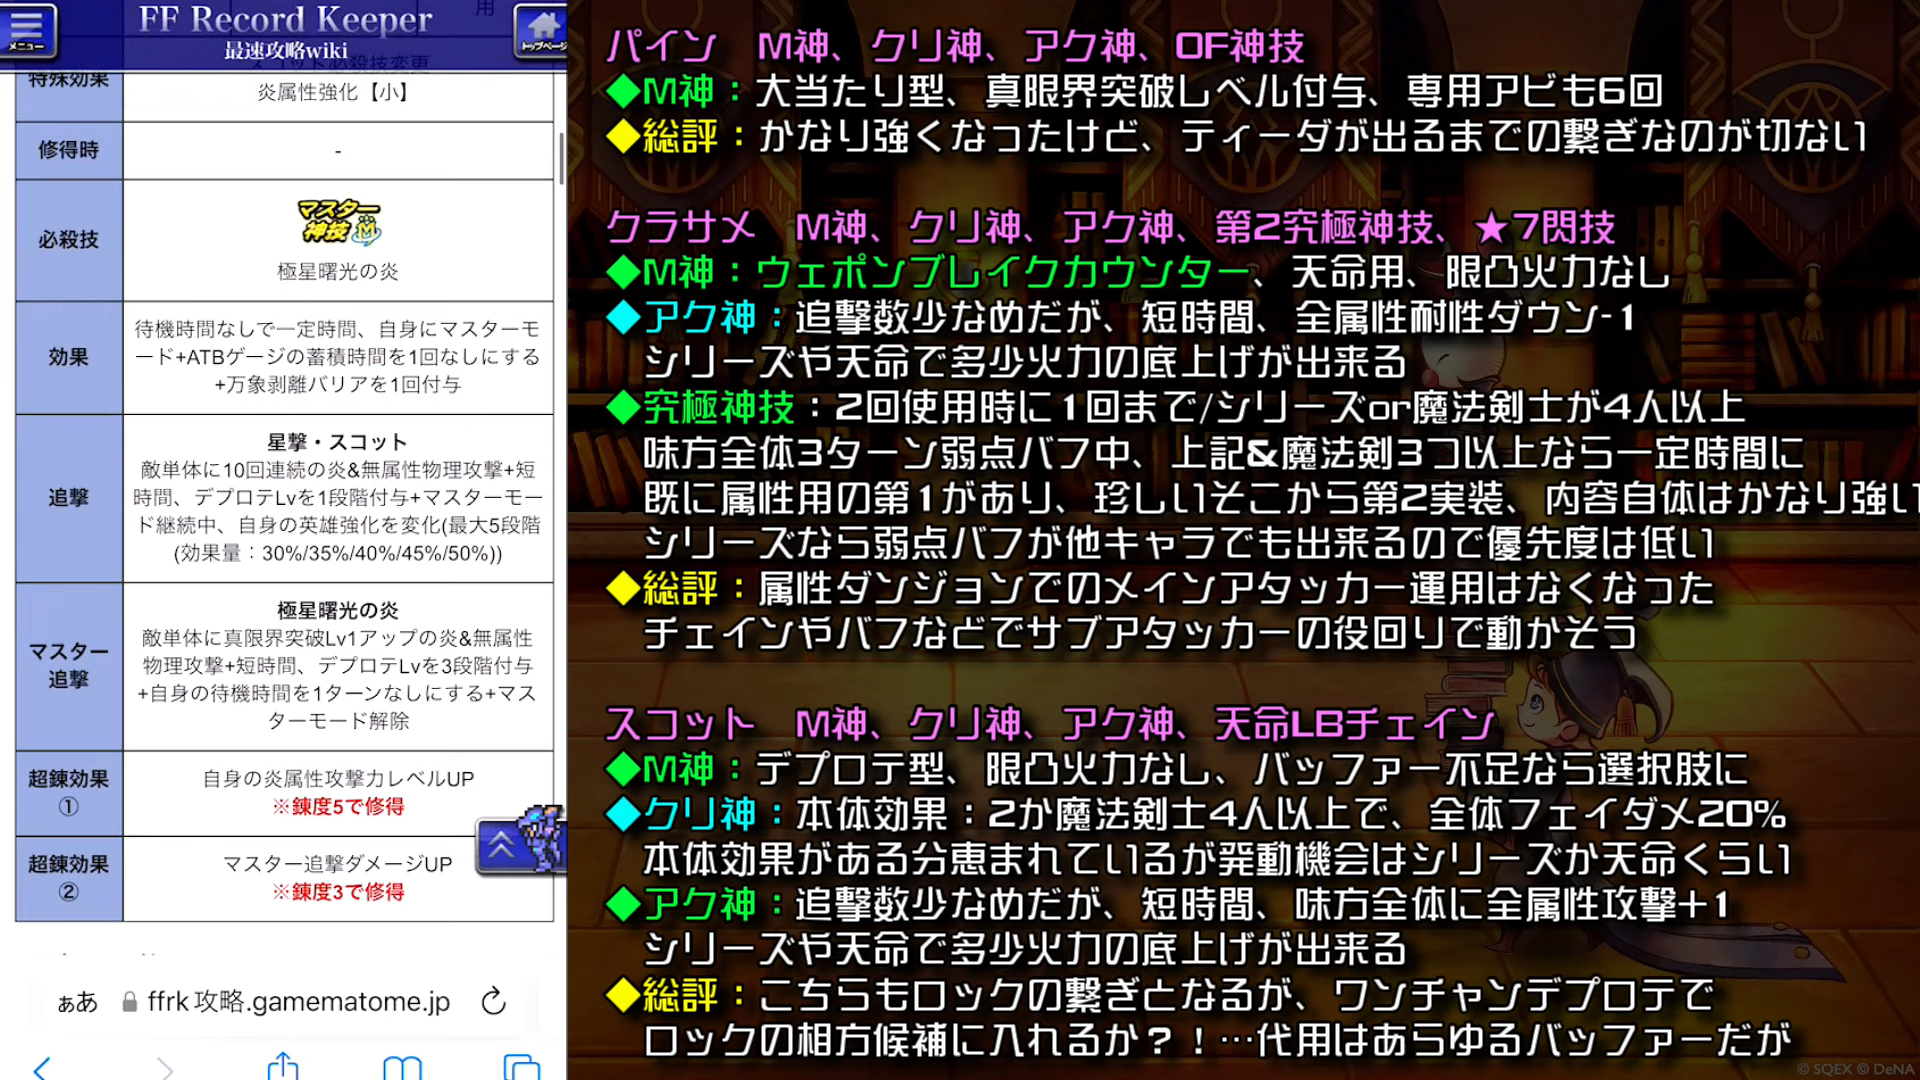 FF Record Keeper
最速攻略wiki
メニュー
トップページ
用
スコット必殺技変更
特殊効果
炎属性強化【小】
修得時
-
必殺技
マスター神技 M
極星曙光の炎
効果
待機時間なしで一定時間、自身にマスターモ
ード+ATBゲージの蓄積時間を1回なしにする
+万象剥離バリアを1回付与
追撃
星撃・スコット
敵単体に10回連続の炎&無属性物理攻撃+短
時間、デプロテLvを1段階付与+マスターモー
ド継続中、自身の英雄強化を変化(最大5段階
(効果量：30%/35%/40%/45%/50%))
マスター
追撃
極星曙光の炎
敵単体に真限界突破Lv1アップの炎&無属性
物理攻撃+短時間、デプロテLvを3段階付与
+自身の待機時間を1ターンなしにする+マス
ターモード解除
超錬効果
①
自身の炎属性攻撃力レベルUP
※錬度5で修得
超錬効果
②
マスター追撃ダメージUP
※錬度3で修得
ぁあ
ffrk攻略.gamematome.jp
パイン　M神、クリ神、アク神、OF神技
◆M神：大当たり型、真限界突破レベル付与、専用アビも6回
◆総評：かなり強くなったけど、ティーダが出るまでの繋ぎなのが切ない
クラサメ　M神、クリ神、アク神、第2究極神技、★7閃技
◆M神：ウェポンブレイクカウンター、天命用、限凸火力なし
◆アク神：追撃数少なめだが、短時間、全属性耐性ダウン-1
シリーズや天命で多少火力の底上げが出来る
◆究極神技：2回使用時に1回まで/シリーズor魔法剣士が4人以上
味方全体3ターン弱点バフ中、上記&魔法剣3つ以上なら一定時間に
既に属性用の第1があり、珍しいそこから第2実装、内容自体はかなり強い
シリーズなら弱点バフが他キャラでも出来るので優先度は低い
◆総評：属性ダンジョンでのメインアタッカー運用はなくなった
チェインやバフなどでサブアタッカーの役回りで動かそう
スコット　M神、クリ神、アク神、天命LBチェイン
◆M神：デプロテ型、限凸火力なし、バッファー不足なら選択肢に
◆クリ神：本体効果：2か魔法剣士4人以上で、全体フェイダメ20%
本体効果がある分恵まれているが発動機会はシリーズか天命くらい
◆アク神：追撃数少なめだが、短時間、味方全体に全属性攻撃+1
シリーズや天命で多少火力の底上げが出来る
◆総評：こちらもロックの繋ぎとなるが、ワンチャンデプロテで
ロックの相方候補に入れるか？！…代用はあらゆるバッファーだが
© SQEX © DeNA